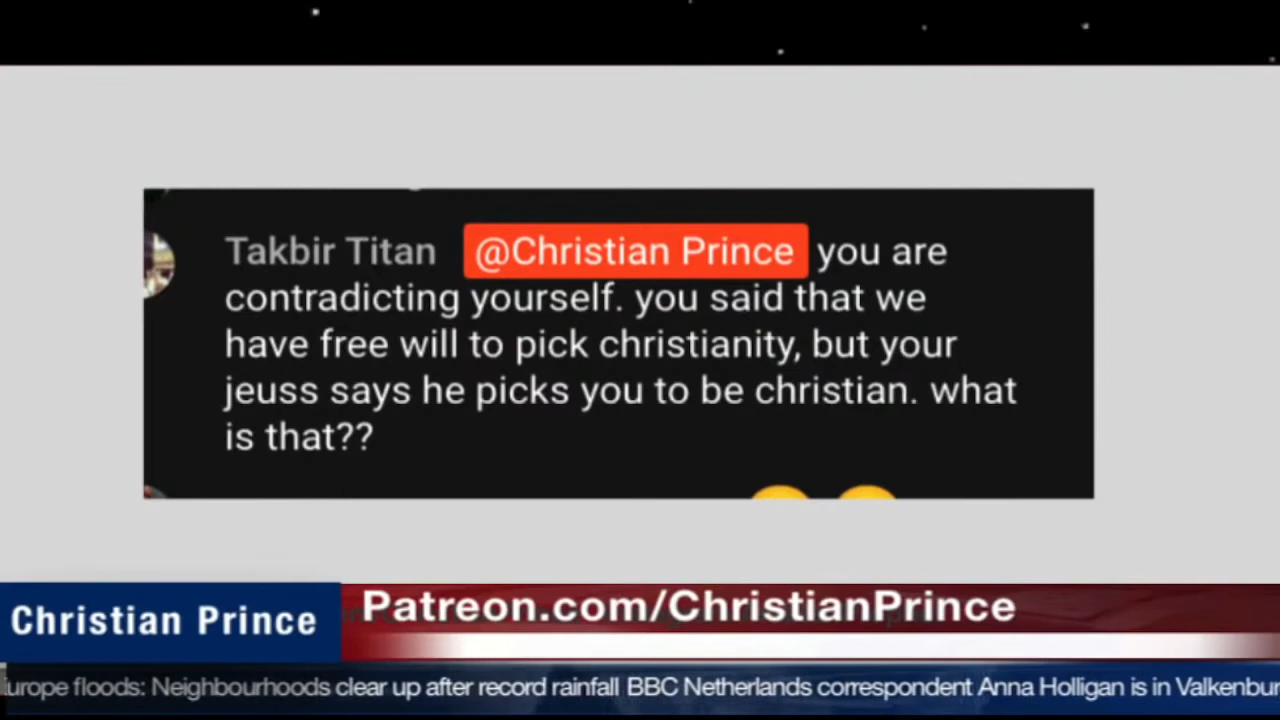 Takbir Titan @Christian Prince you are
contradicting yourself. you said that we
have free will to pick christianity, but your
jeuss says he picks you to be christian. what
is that??
Christian Prince
Patreon.com/ChristianPrince
urope floods: Neighbourhoods clear up after record rainfall BBC Netherlands correspondent Anna Holligan is in Valkenbur